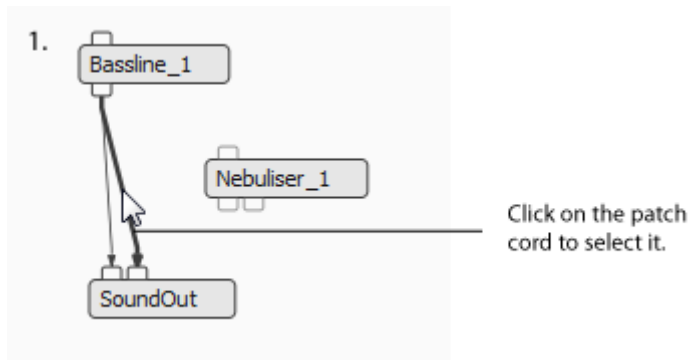 1.
Bassline_1
Nebuliser_1
Click on the patch
cord to select it.
SoundOut